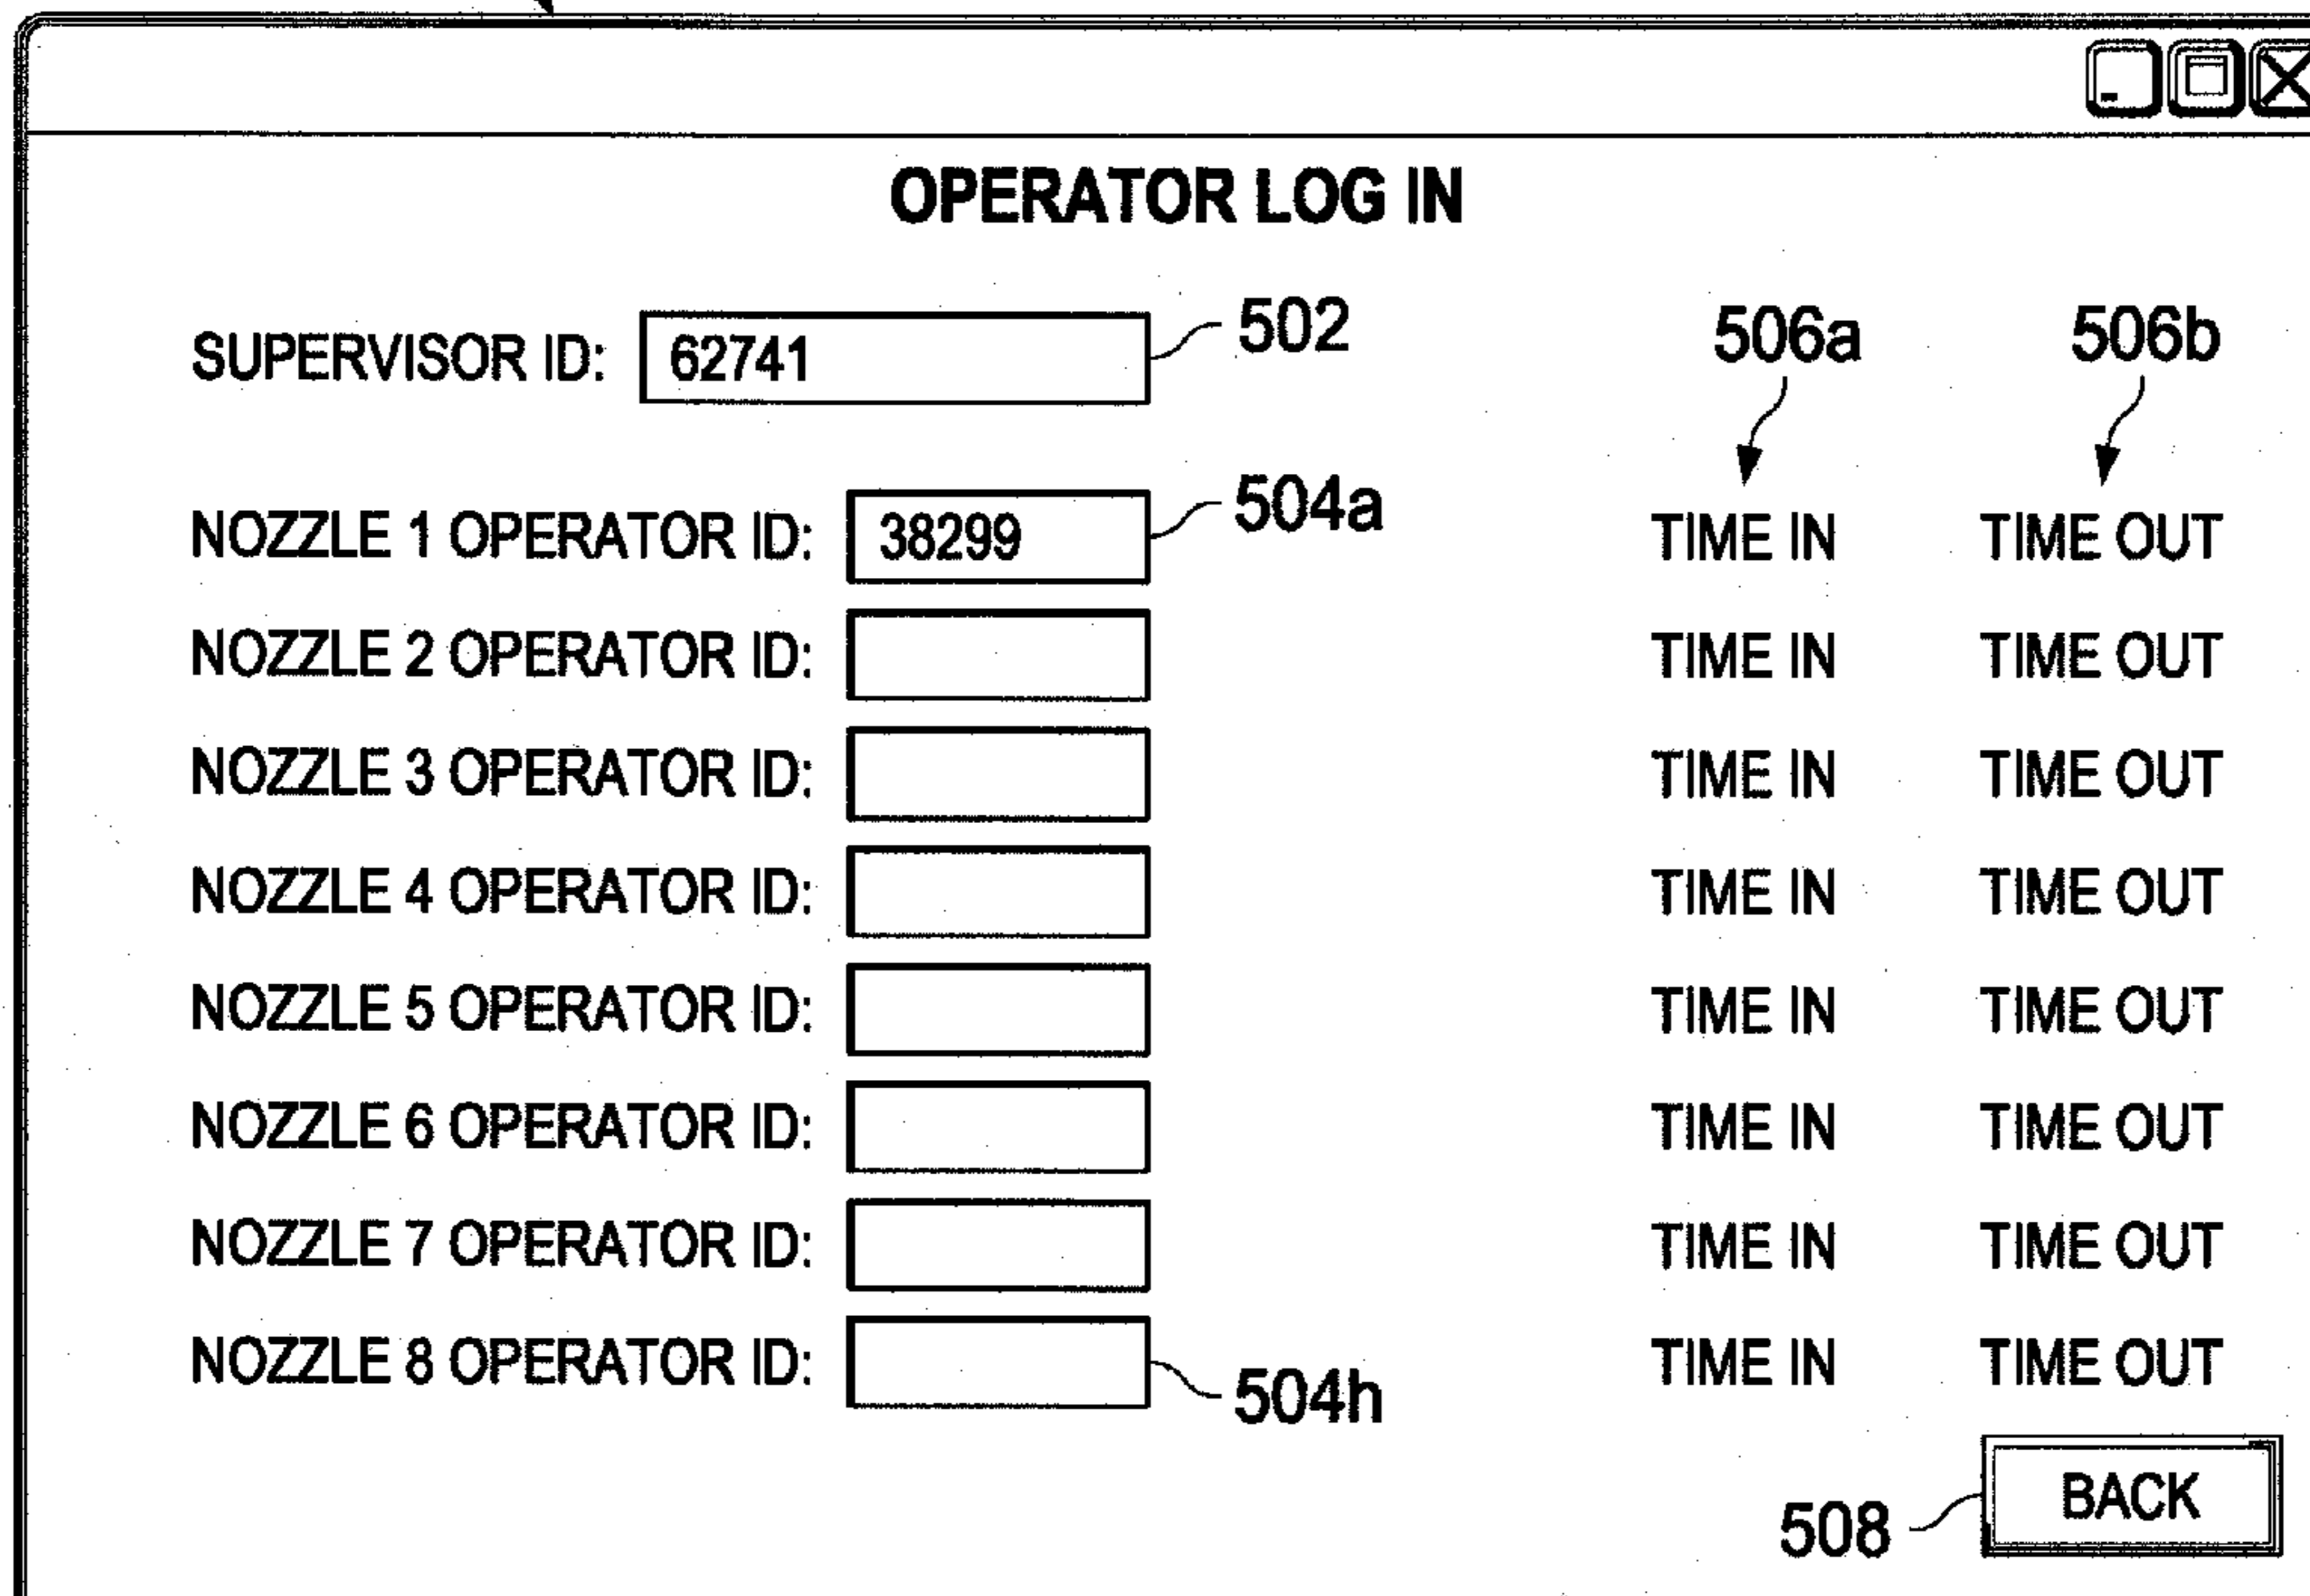 OPERATOR LOG IN
SUPERVISOR ID: 62741 502 506a 506b
NOZZLE 1 OPERATOR ID: 38299 504a TIME IN TIME OUT
NOZZLE 2 OPERATOR ID: TIME IN TIME OUT
NOZZLE 3 OPERATOR ID: TIME IN TIME OUT
NOZZLE 4 OPERATOR ID: TIME IN TIME OUT
NOZZLE 5 OPERATOR ID: TIME IN TIME OUT
NOZZLE 6 OPERATOR ID: TIME IN TIME OUT
NOZZLE 7 OPERATOR ID: TIME IN TIME OUT
NOZZLE 8 OPERATOR ID: 504h TIME IN TIME OUT
508 BACK